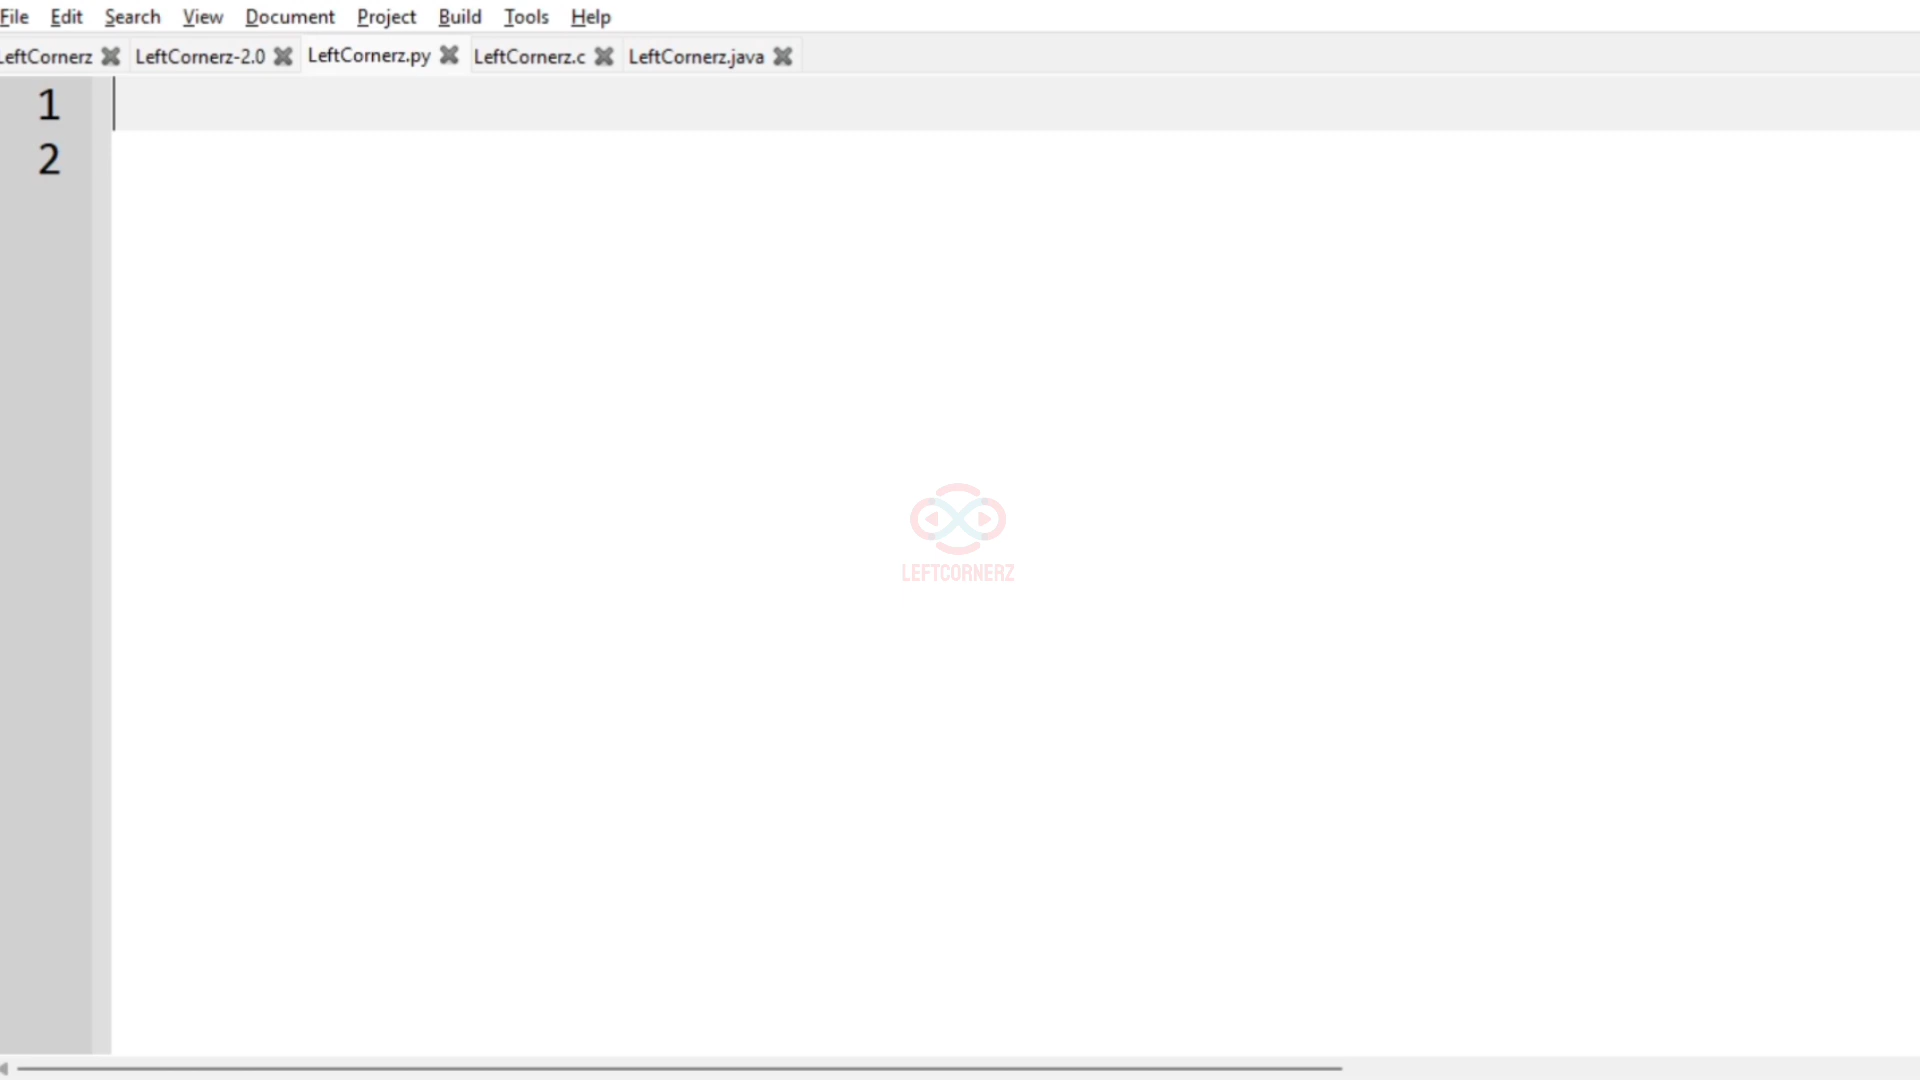 File Edit Search View Document Project Build Tools Help
LeftCornerz LeftCornerz-2.0 LeftCornerz.py LeftCornerz.c LeftCornerz.java
1
2
LEFTCORNERZ